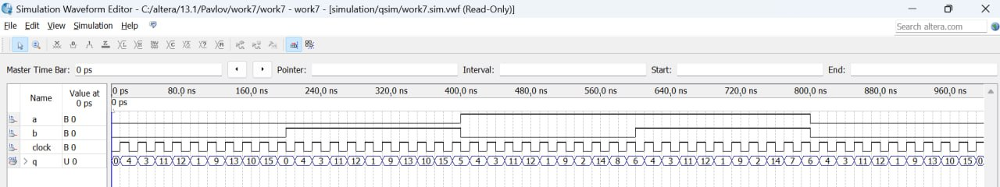 Simulation Waveform Editor - C:/altera/13.1/Pavlov/work7/work7 - work7 - [simulation/qsim/work7.sim.vwf (Read-Only)]
File Edit View Simulation Help
Search altera.com
Master Time Bar: 0 ps Pointer: Interval: Start: End:
Name Value at 0 ps
0 ps 80,0 ns 160,0 ns 240,0 ns 320,0 ns 400,0 ns 480,0 ns 560,0 ns 640,0 ns 720,0 ns 800,0 ns 880,0 ns 960,0 ns
0 ps
a B 0
b B 0
clock B 0
q U 0 0 4 3 11 12 1 9 13 10 15 0 4 3 11 12 1 9 13 10 15 5 4 3 11 12 1 9 2 14 8 6 4 3 11 12 1 9 2 14 7 6 4 3 11 12 1 9 13 10 15 0